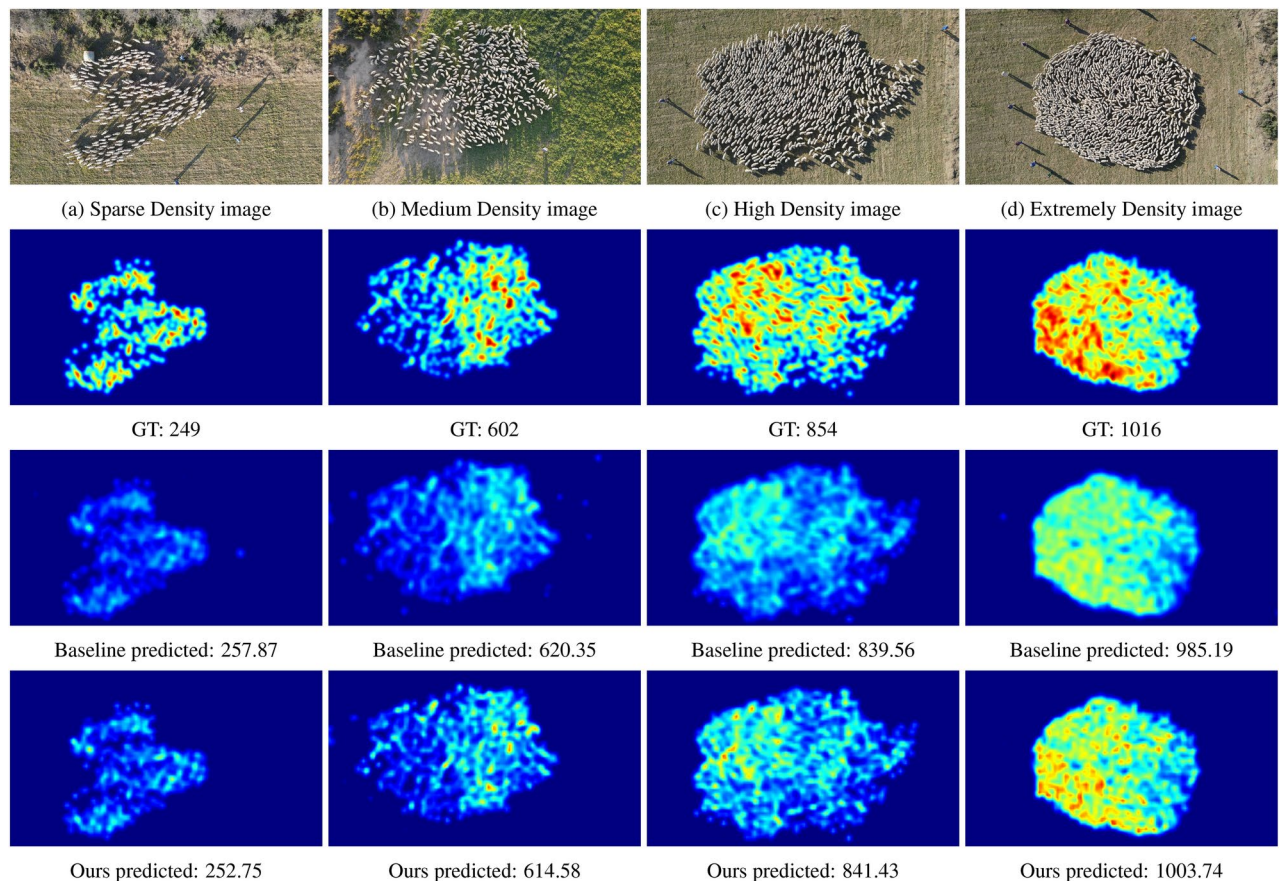 (a) Sparse Density image
(b) Medium Density image
(c) High Density image
(d) Extremely Density image
GT: 249
GT: 602
GT: 854
GT: 1016
Baseline predicted: 257.87
Baseline predicted: 620.35
Baseline predicted: 839.56
Baseline predicted: 985.19
Ours predicted: 252.75
Ours predicted: 614.58
Ours predicted: 841.43
Ours predicted: 1003.74